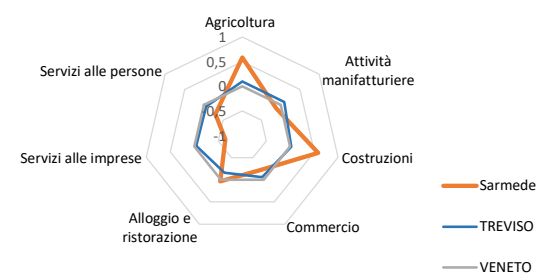 Agricoltura
1
0,5
0
-0,5
-1
Attività
manifatturiere
Costruzioni
Commercio
Alloggio e
ristorazione
Servizi alle imprese
Servizi alle persone
Sarmede
TREVISO
VENETO